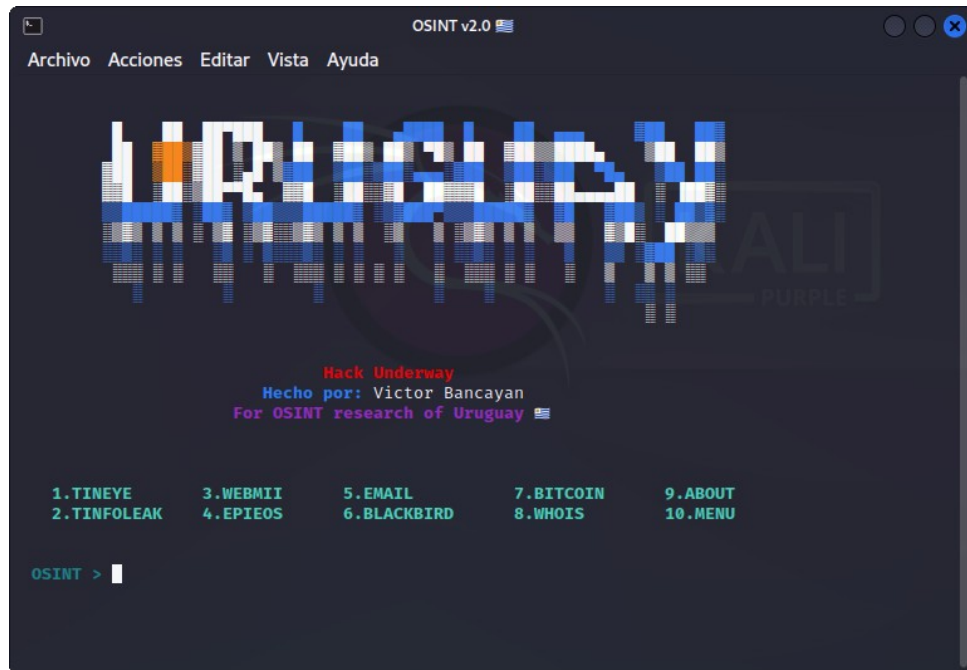 OSINT v2.0 🇺🇾
Archivo Acciones Editar Vista Ayuda
URUGUAY
KALI
PURPLE
Hack Underway
Hecho por: Victor Bancayan
For OSINT research of Uruguay 🇺🇾
1.TINEYE 3.WEBMII 5.EMAIL 7.BITCOIN 9.ABOUT
2.TINFOLEAK 4.EPIEOS 6.BLACKBIRD 8.WHOIS 10.MENU
OSINT >